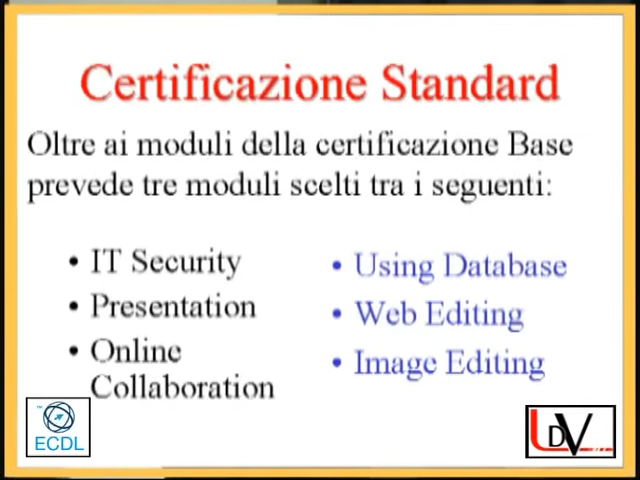 Certificazione Standard
Oltre ai moduli della certificazione Base
prevede tre moduli scelti tra i seguenti:
• IT Security
• Presentation
• Online
Collaboration
• Using Database
• Web Editing
• Image Editing
ECDL
UDV